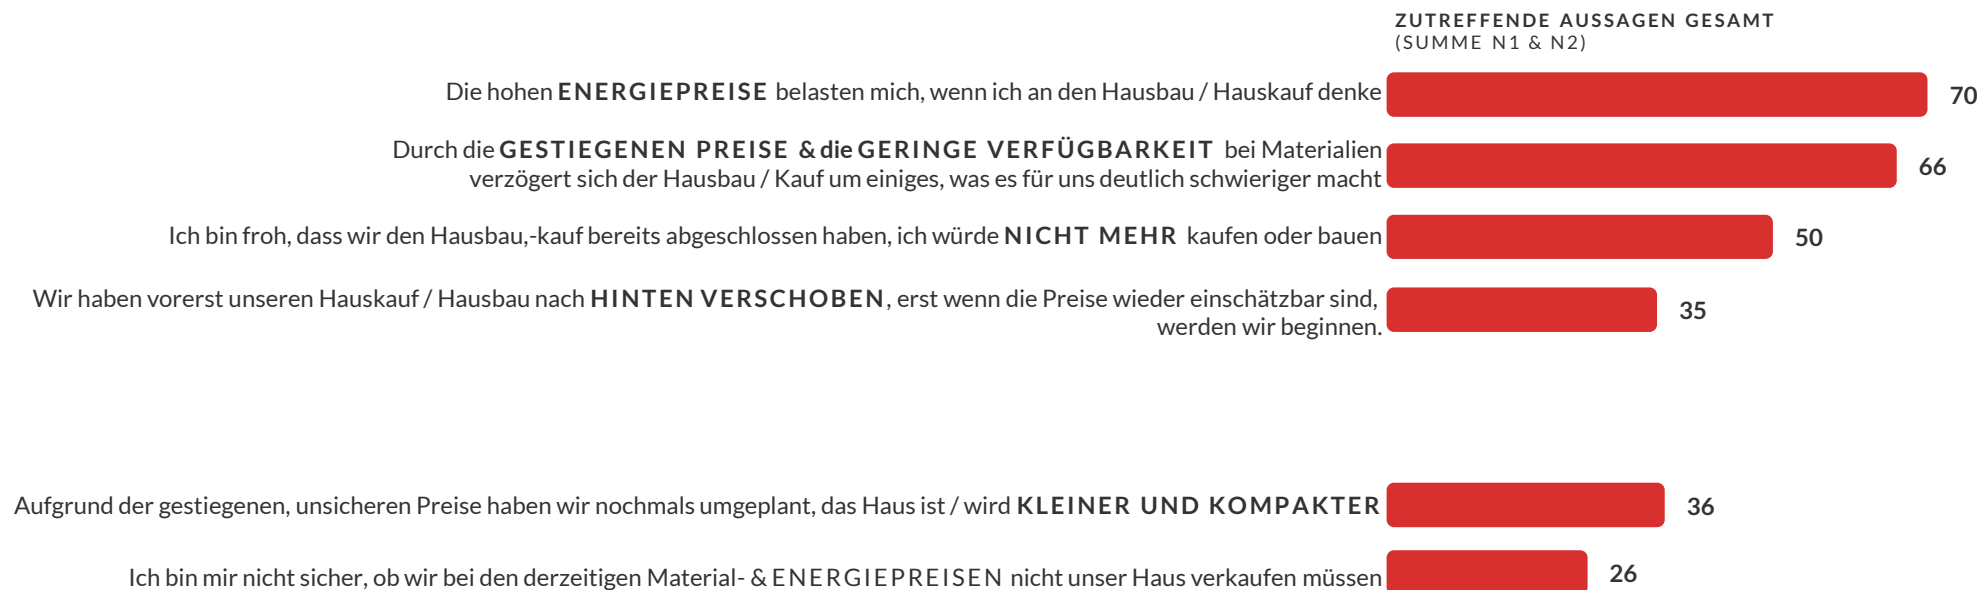 ZUTREFFENDE AUSSAGEN GESAMT
(SUMME N1 & N2)
Die hohen ENERGIEPREISE belasten mich, wenn ich an den Hausbau / Hauskauf denke
70
Durch die GESTIEGENEN PREISE & die GERINGE VERFÜGBARKEIT bei Materialien
verzögert sich der Hausbau / Kauf um einiges, was es für uns deutlich schwieriger macht
66
Ich bin froh, dass wir den Hausbau,-kauf bereits abgeschlossen haben, ich würde NICHT MEHR kaufen oder bauen
50
Wir haben vorerst unseren Hauskauf / Hausbau nach HINTEN VERSCHOBEN, erst wenn die Preise wieder einschätzbar sind,
werden wir beginnen.
35
Aufgrund der gestiegenen, unsicheren Preise haben wir nochmals umgeplant, das Haus ist / wird KLEINER UND KOMPAKTER
36
Ich bin mir nicht sicher, ob wir bei den derzeitigen Material- & ENERGIEPREISEN nicht unser Haus verkaufen müssen
26